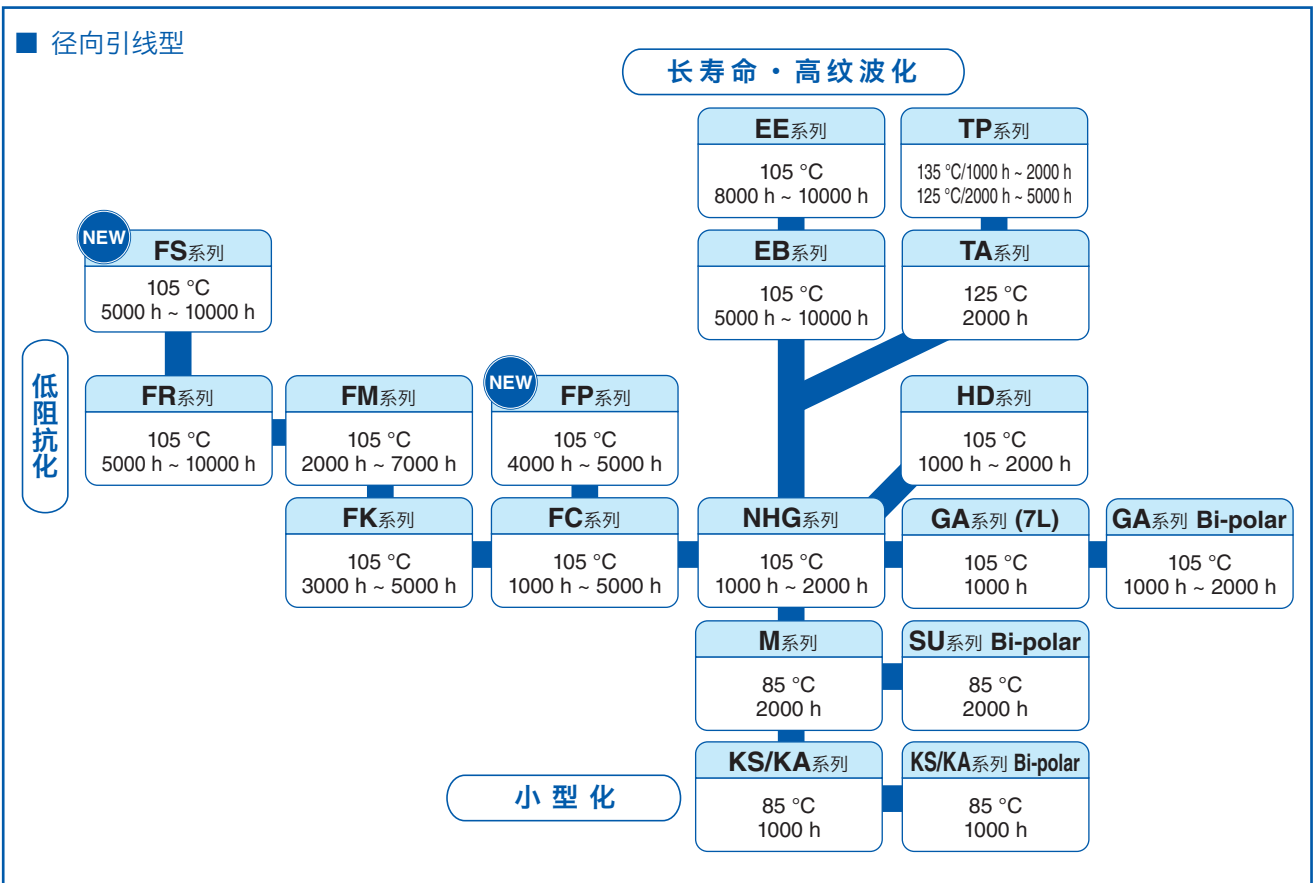 ■ 径向引线型
长寿命・高纹波化
EE系列
105 °C
8000 h ~ 10000 h
TP系列
135 °C/1000 h ~ 2000 h
125 °C/2000 h ~ 5000 h
NEW
FS系列
105 °C
5000 h ~ 10000 h
EB系列
105 °C
5000 h ~ 10000 h
TA系列
125 °C
2000 h
低阻抗化
FR系列
105 °C
5000 h ~ 10000 h
FM系列
105 °C
2000 h ~ 7000 h
NEW
FP系列
105 °C
4000 h ~ 5000 h
HD系列
105 °C
1000 h ~ 2000 h
FK系列
105 °C
3000 h ~ 5000 h
FC系列
105 °C
1000 h ~ 5000 h
NHG系列
105 °C
1000 h ~ 2000 h
GA系列 (7L)
105 °C
1000 h
GA系列 Bi-polar
105 °C
1000 h ~ 2000 h
M系列
85 °C
2000 h
SU系列 Bi-polar
85 °C
2000 h
小型化
KS/KA系列
85 °C
1000 h
KS/KA系列 Bi-polar
85 °C
1000 h